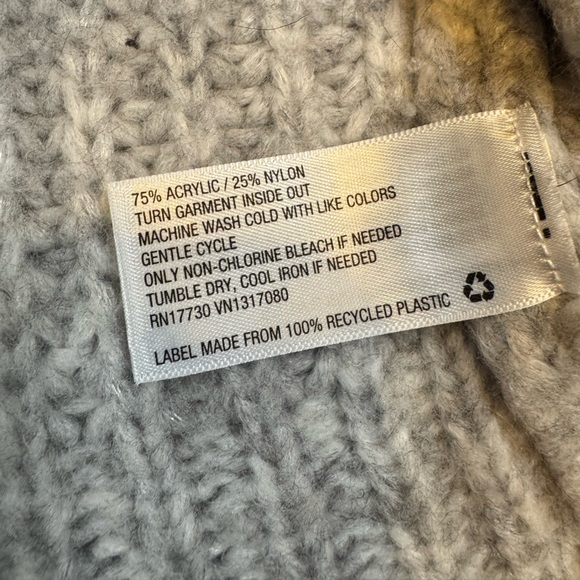 75% ACRYLIC / 25% NYLON
TURN GARMENT INSIDE OUT
MACHINE WASH COLD WITH LIKE COLORS
GENTLE CYCLE
ONLY NON-CHLORINE BLEACH IF NEEDED
TUMBLE DRY, COOL IRON IF NEEDED
RN17730 VN1317080
LABEL MADE FROM 100% RECYCLED PLASTIC